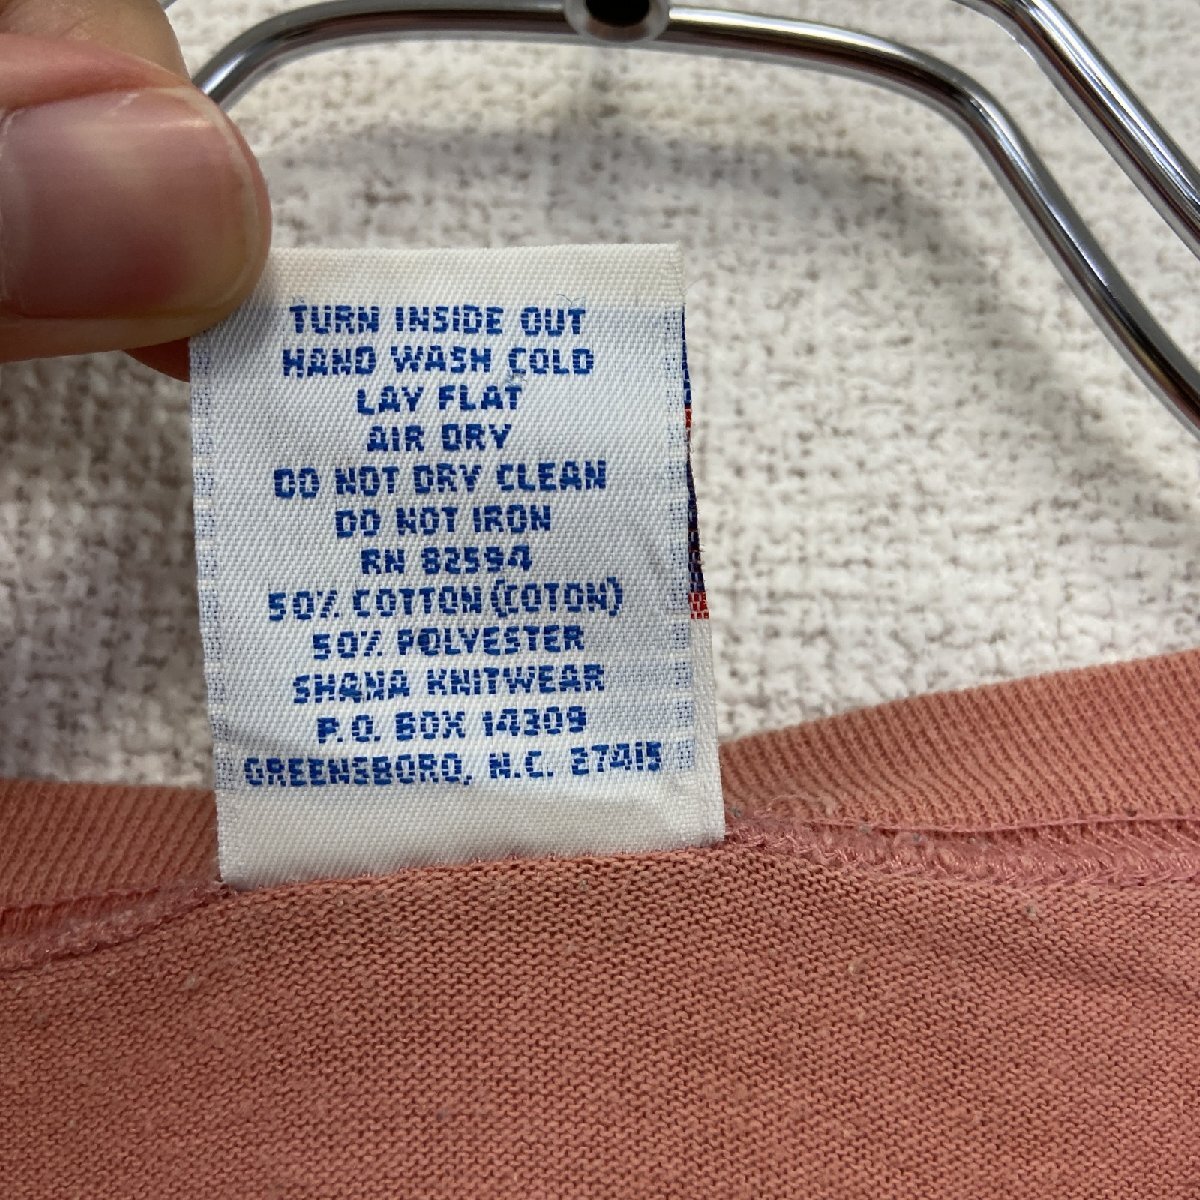 TURN INSIDE OUT
HAND WASH COLD
LAY FLAT
AIR DRY
DO NOT DRY CLEAN
DO NOT IRON
RN 82594
50% COTTON (COTON)
50% POLYESTER
SHANA KNITWEAR
P.O. BOX 14309
GREENSBORO, N.C. 27415